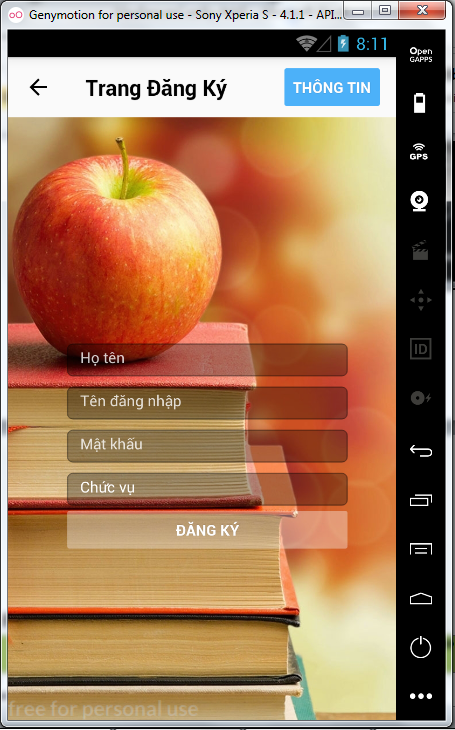 Genymotion for personal use - Sony Xperia S - 4.1.1 - API...
8:11
Open
GAPPS
Trang Đăng Ký
THÔNG TIN
GPS
Họ tên
ID
Tên đăng nhập
Mật khẩu
Chức vụ
ĐĂNG KÝ
free for personal use